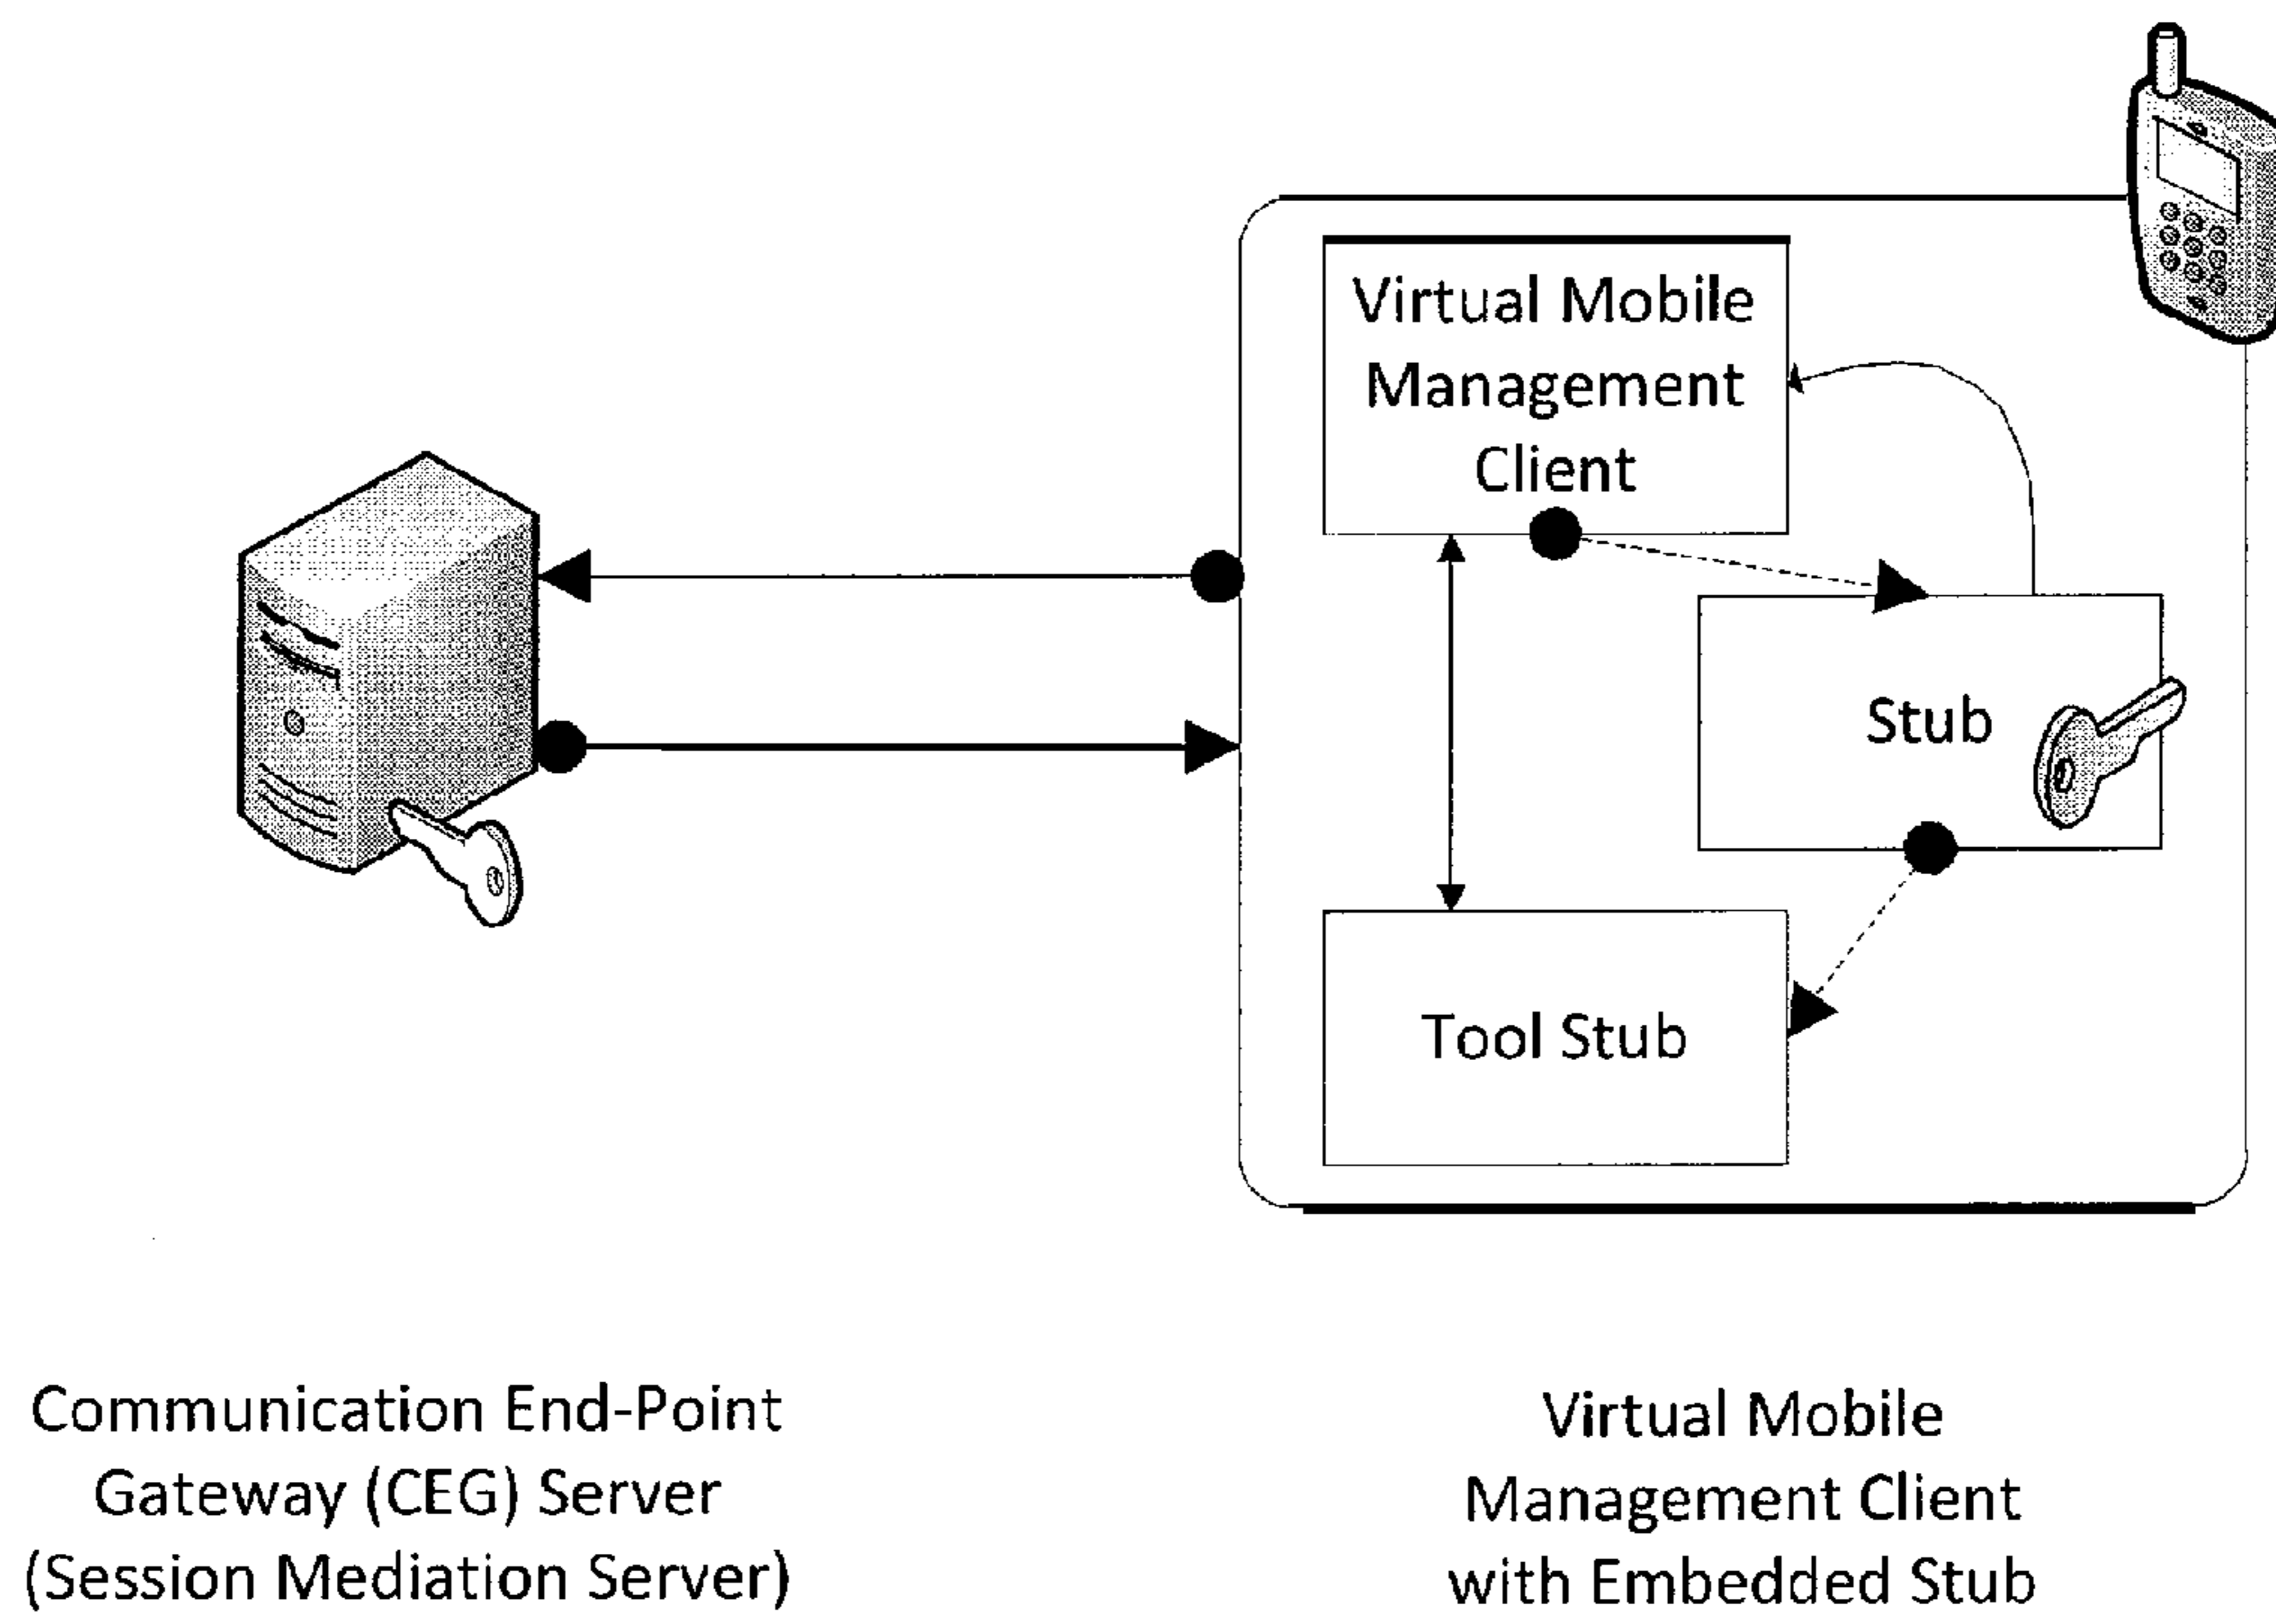 Virtual Mobile
Management
Client
Stub
Tool Stub
Communication End-Point
Gateway (CEG) Server
(Session Mediation Server)
Virtual Mobile
Management Client
with Embedded Stub